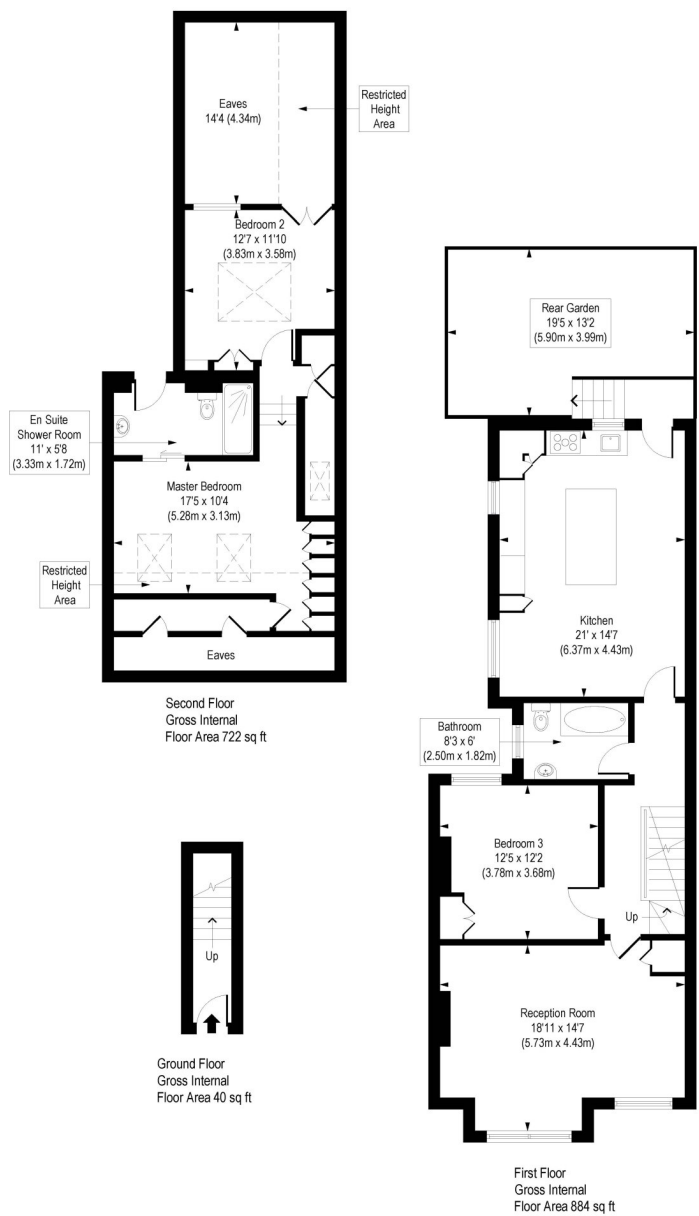 Eaves
14'4 (4.34m)
Restricted
Height
Area
Bedroom 2
12'7 x 11'10
(3.83m x 3.58m)
En Suite
Shower Room
11' x 5'8
(3.33m x 1.72m)
Master Bedroom
17'5 x 10'4
(5.28m x 3.13m)
Restricted
Height
Area
Eaves
Second Floor
Gross Internal
Floor Area 722 sq ft
Rear Garden
19'5 x 13'2
(5.90m x 3.99m)
Kitchen
21' x 14'7
(6.37m x 4.43m)
Bathroom
8'3 x 6'
(2.50m x 1.82m)
Bedroom 3
12'5 x 12'2
(3.78m x 3.68m)
Up
Reception Room
18'11 x 14'7
(5.73m x 4.43m)
First Floor
Gross Internal
Floor Area 884 sq ft
Up
Ground Floor
Gross Internal
Floor Area 40 sq ft